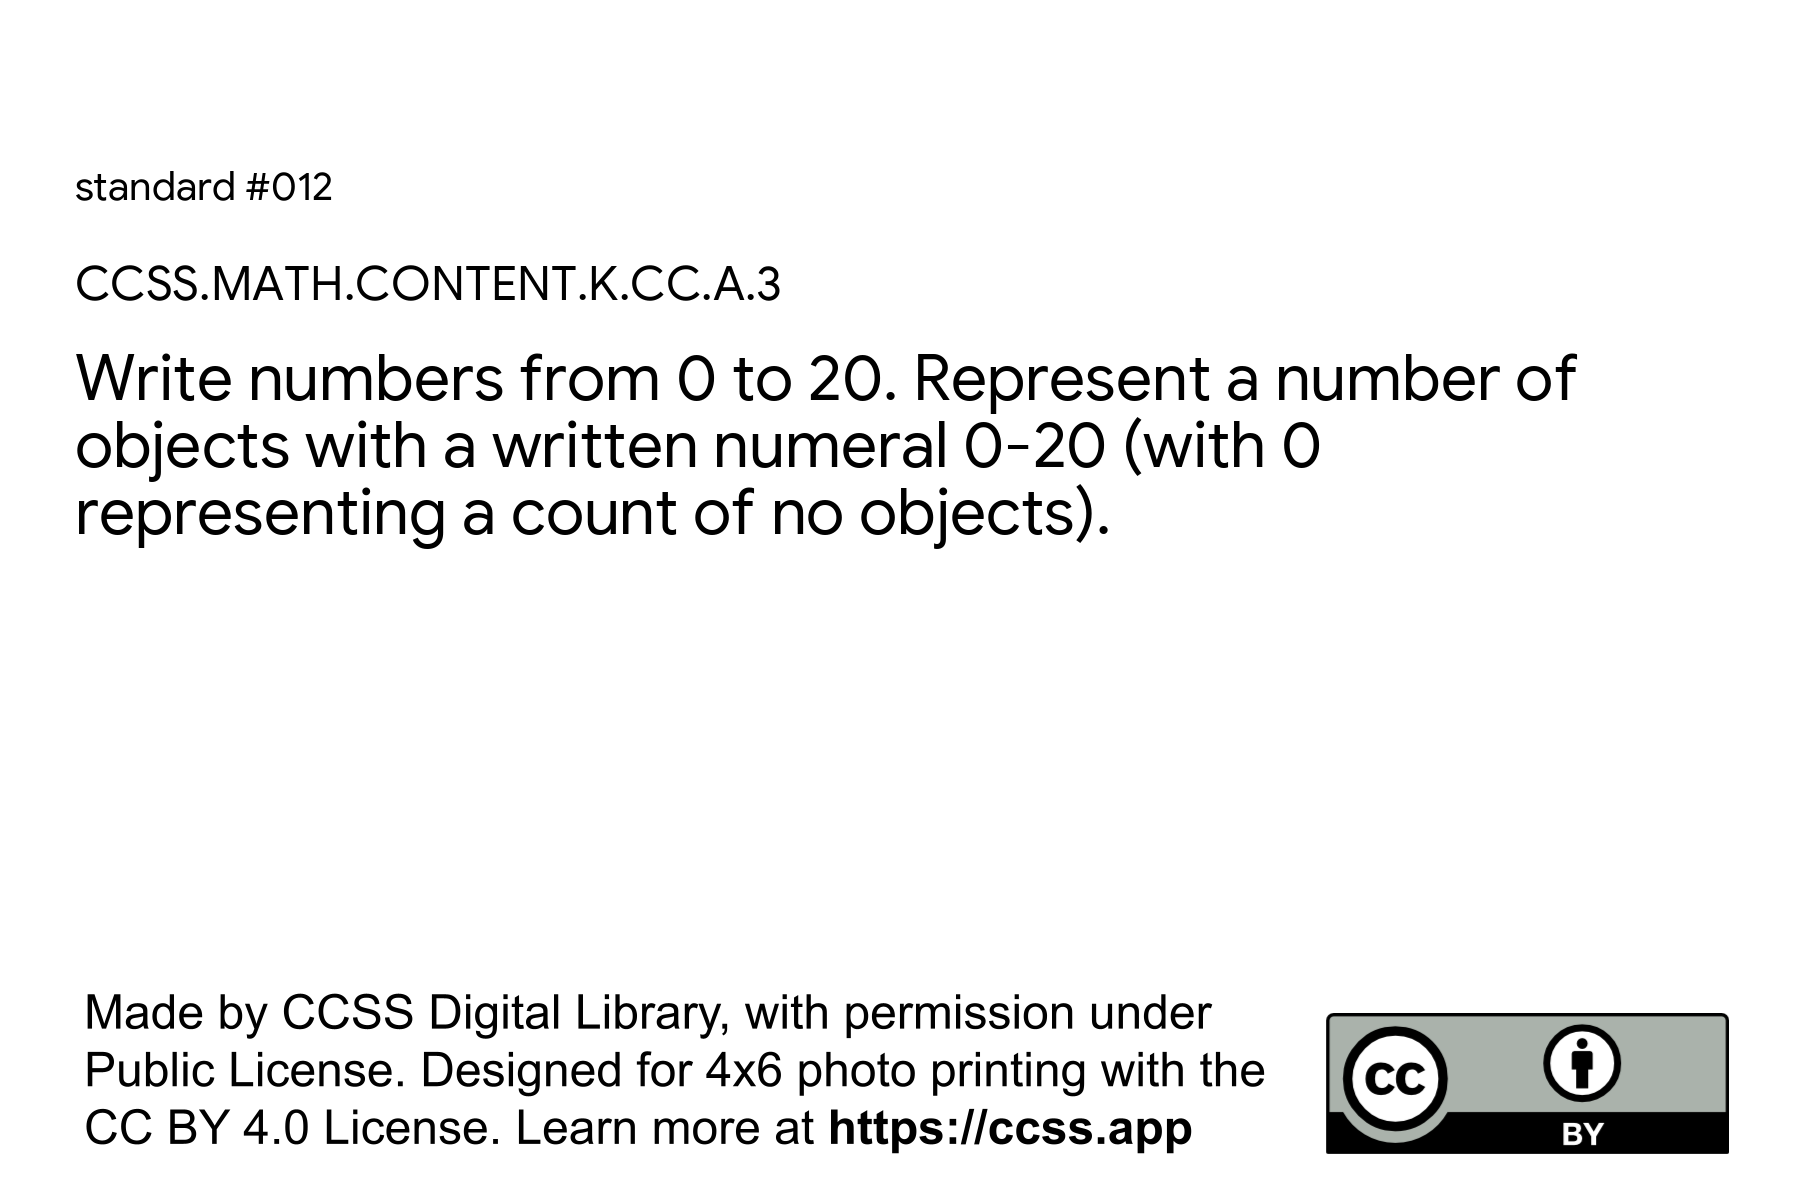 standard #012
CCSS.MATH.CONTENT.K.CC.A.3
Write numbers from 0 to 20. Represent a number of
objects with a written numeral 0-20 (with 0
representing a count of no objects).
Made by CCSS Digital Library, with permission under
Public License. Designed for 4x6 photo printing with the
CC BY 4.0 License. Learn more at https://ccss.app
CC
BY